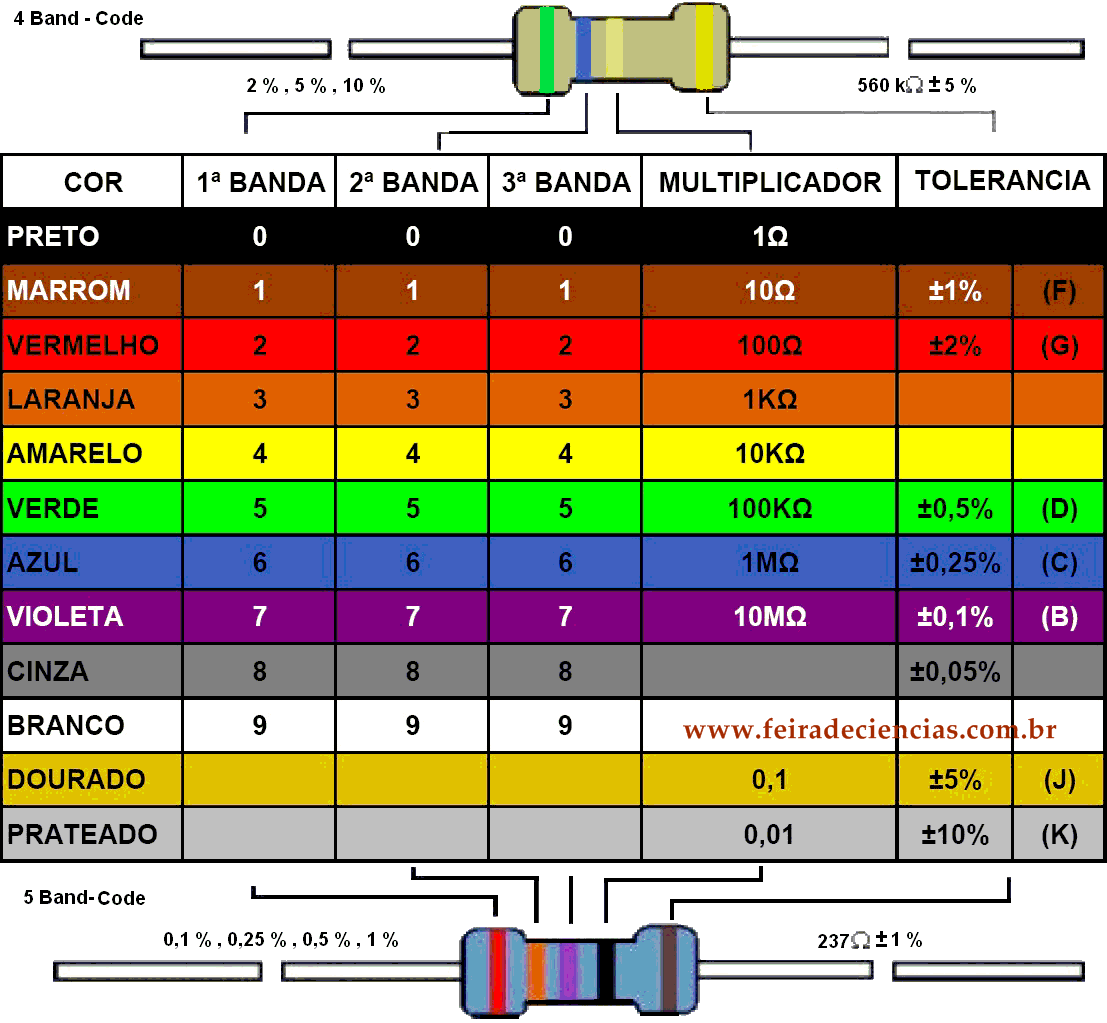 4 Band - Code
2 % , 5 % , 10 %
560 kΩ ± 5 %
COR 1ª BANDA 2ª BANDA 3ª BANDA MULTIPLICADOR TOLERANCIA
PRETO 0 0 0 1Ω
MARROM 1 1 1 10Ω ±1% (F)
VERMELHO 2 2 2 100Ω ±2% (G)
LARANJA 3 3 3 1KΩ
AMARELO 4 4 4 10KΩ
VERDE 5 5 5 100KΩ ±0,5% (D)
AZUL 6 6 6 1MΩ ±0,25% (C)
VIOLETA 7 7 7 10MΩ ±0,1% (B)
CINZA 8 8 8 ±0,05%
BRANCO 9 9 9 www.feiradeciencias.com.br
DOURADO 0,1 ±5% (J)
PRATEADO 0,01 ±10% (K)
5 Band-Code
0,1 % , 0,25 % , 0,5 % , 1 %
237Ω ± 1 %